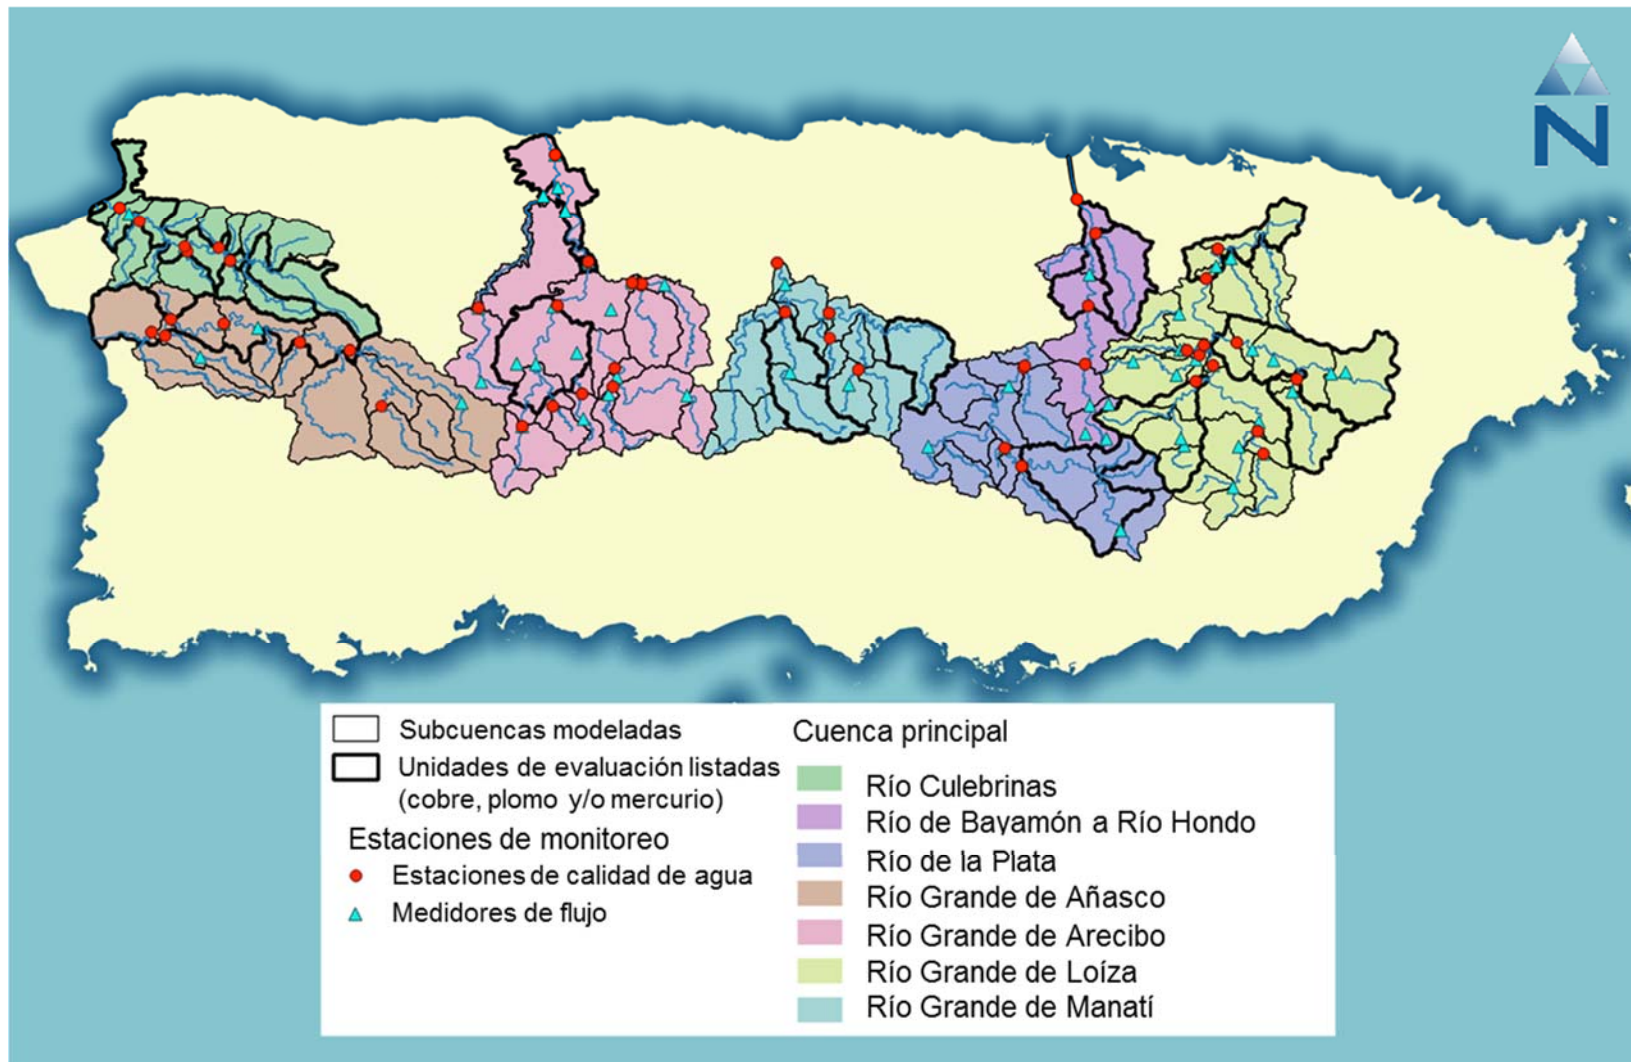 N
Subcuencas modeladas
Unidades de evaluación listadas
(cobre, plomo y/o mercurio)
Estaciones de monitoreo
Estaciones de calidad de agua
Medidores de flujo
Cuenca principal
Río Culebrinas
Río de Bayamón a Río Hondo
Río de la Plata
Río Grande de Añasco
Río Grande de Arecibo
Río Grande de Loíza
Río Grande de Manatí